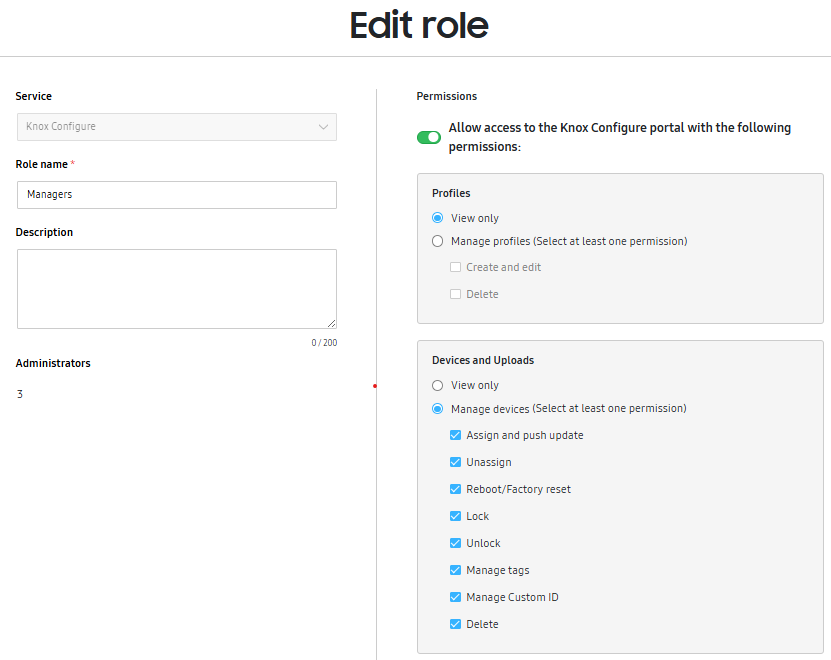 Edit role
Service
Knox Configure
Role name *
Managers
Description
0 / 200
Administrators
3
Permissions
Allow access to the Knox Configure portal with the following
permissions:
Profiles
View only
Manage profiles (Select at least one permission)
Create and edit
Delete
Devices and Uploads
View only
Manage devices (Select at least one permission)
Assign and push update
Unassign
Reboot/Factory reset
Lock
Unlock
Manage tags
Manage Custom ID
Delete